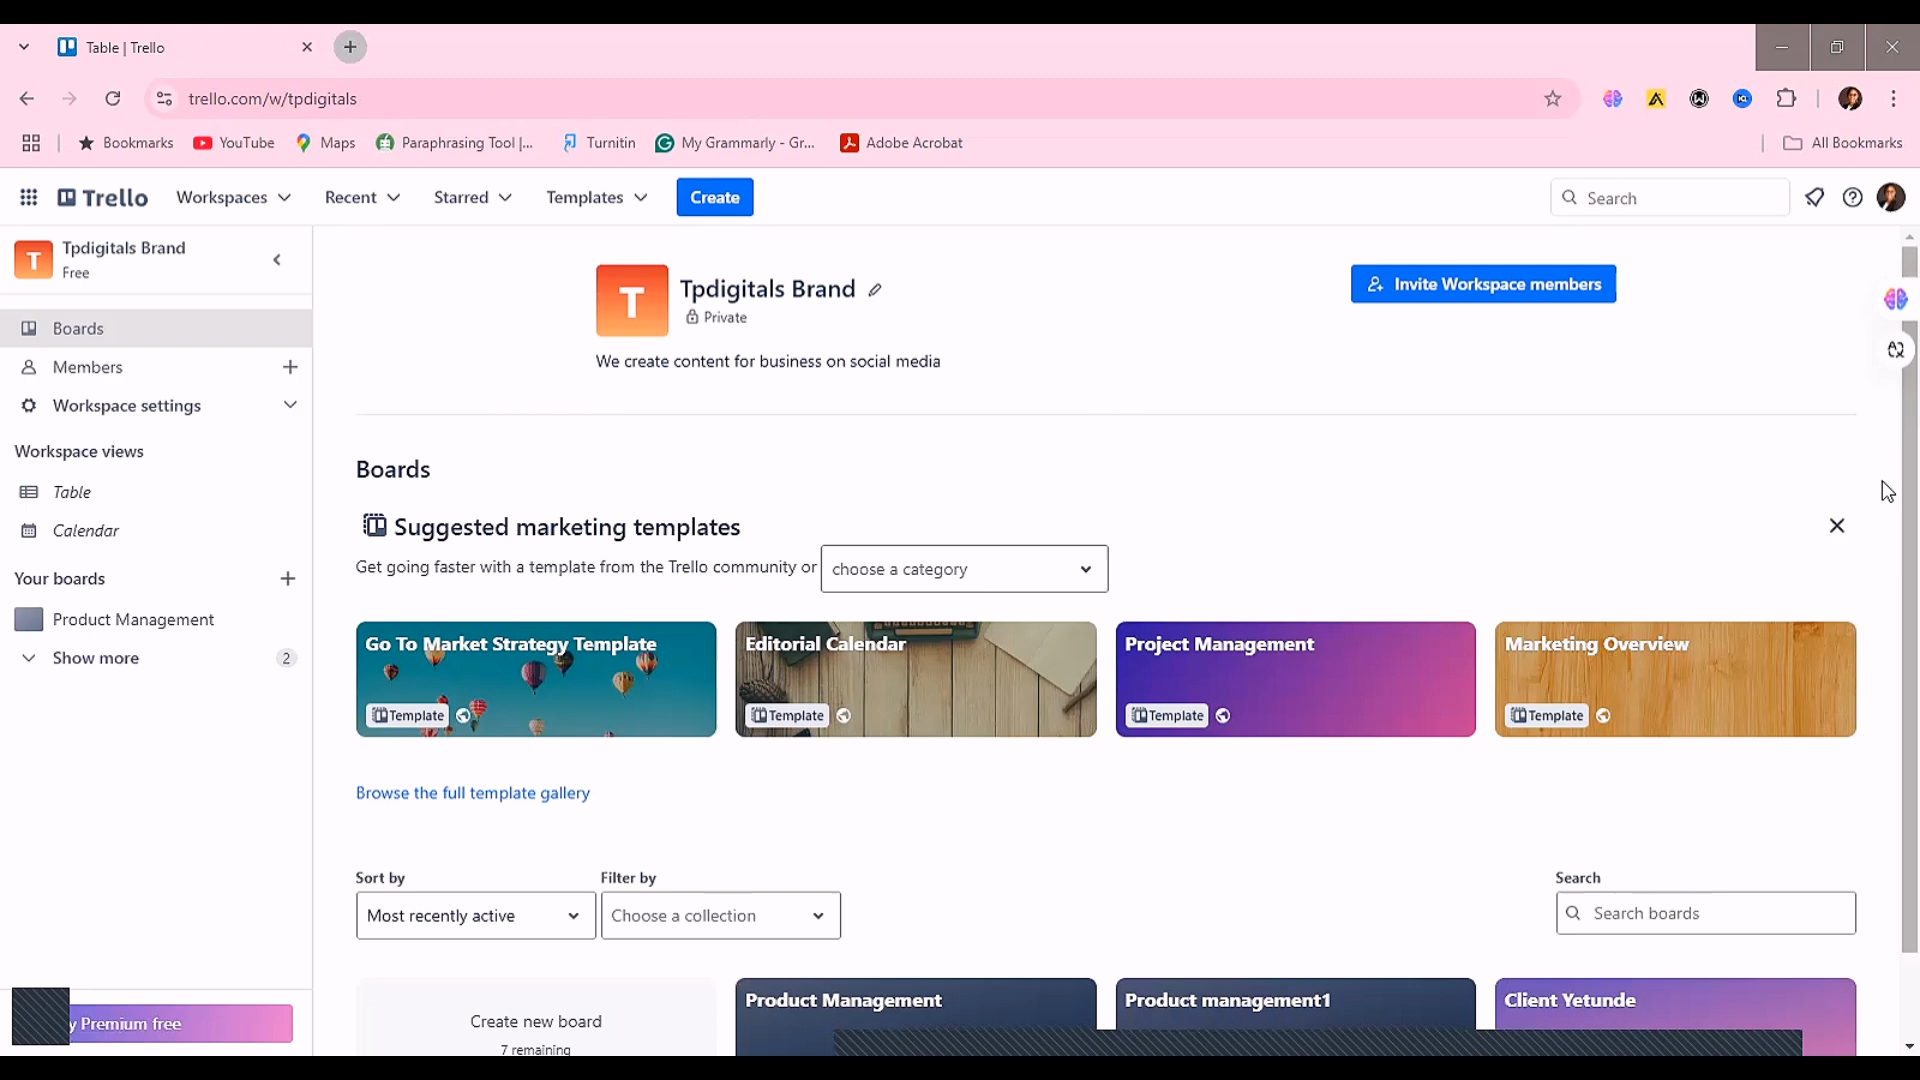 Table | Trello
trello.com/w/tpdigitals
Bookmarks YouTube Maps Paraphrasing Tool |... Turnitin My Grammarly - Gr... Adobe Acrobat All Bookmarks
Trello Workspaces Recent Starred Templates Create Search
T Tpdigitals Brand
Free
Boards
Members
Workspace settings
Workspace views
Table
Calendar
Your boards
Product Management
Show more 2
Premium free
T Tpdigitals Brand
Private
Invite Workspace members
We create content for business on social media
Boards
Suggested marketing templates
Get going faster with a template from the Trello community or choose a category
Go To Market Strategy Template
Template
Editorial Calendar
Template
Project Management
Template
Marketing Overview
Template
Browse the full template gallery
Sort by Filter by Search
Most recently active Choose a collection Search boards
Create new board
7 remaining
Product Management
Product management1
Client Yetunde